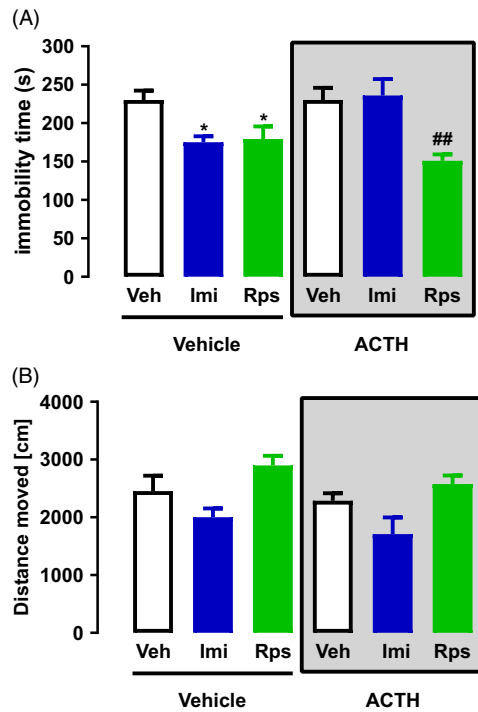 (A)
immobility time (s)
300
250
200
150
100
50
0
* * ##
Veh Imi Rps Veh Imi Rps
Vehicle ACTH
(B)
Distance moved [cm]
4000
3000
2000
1000
0
Veh Imi Rps Veh Imi Rps
Vehicle ACTH